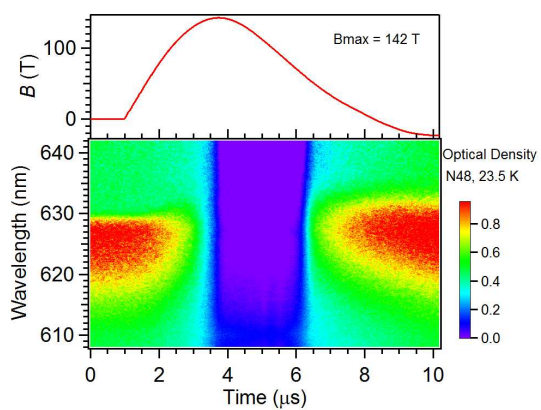 B (T)
100
0
Bmax = 142 T
Wavelength (nm)
640
630
620
610
Optical Density
N48, 23.5 K
0.8
0.6
0.4
0.2
0.0
0 2 4 6 8 10
Time (μs)